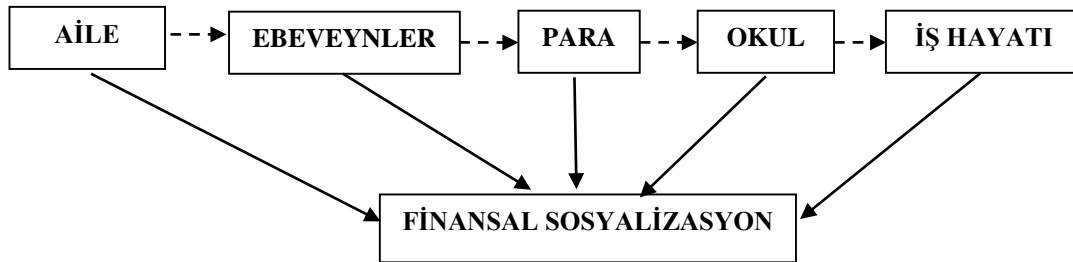 AİLE
EBEVEYNLER
PARA
OKUL
İŞ HAYATI
FİNANSAL SOSYALİZASYON